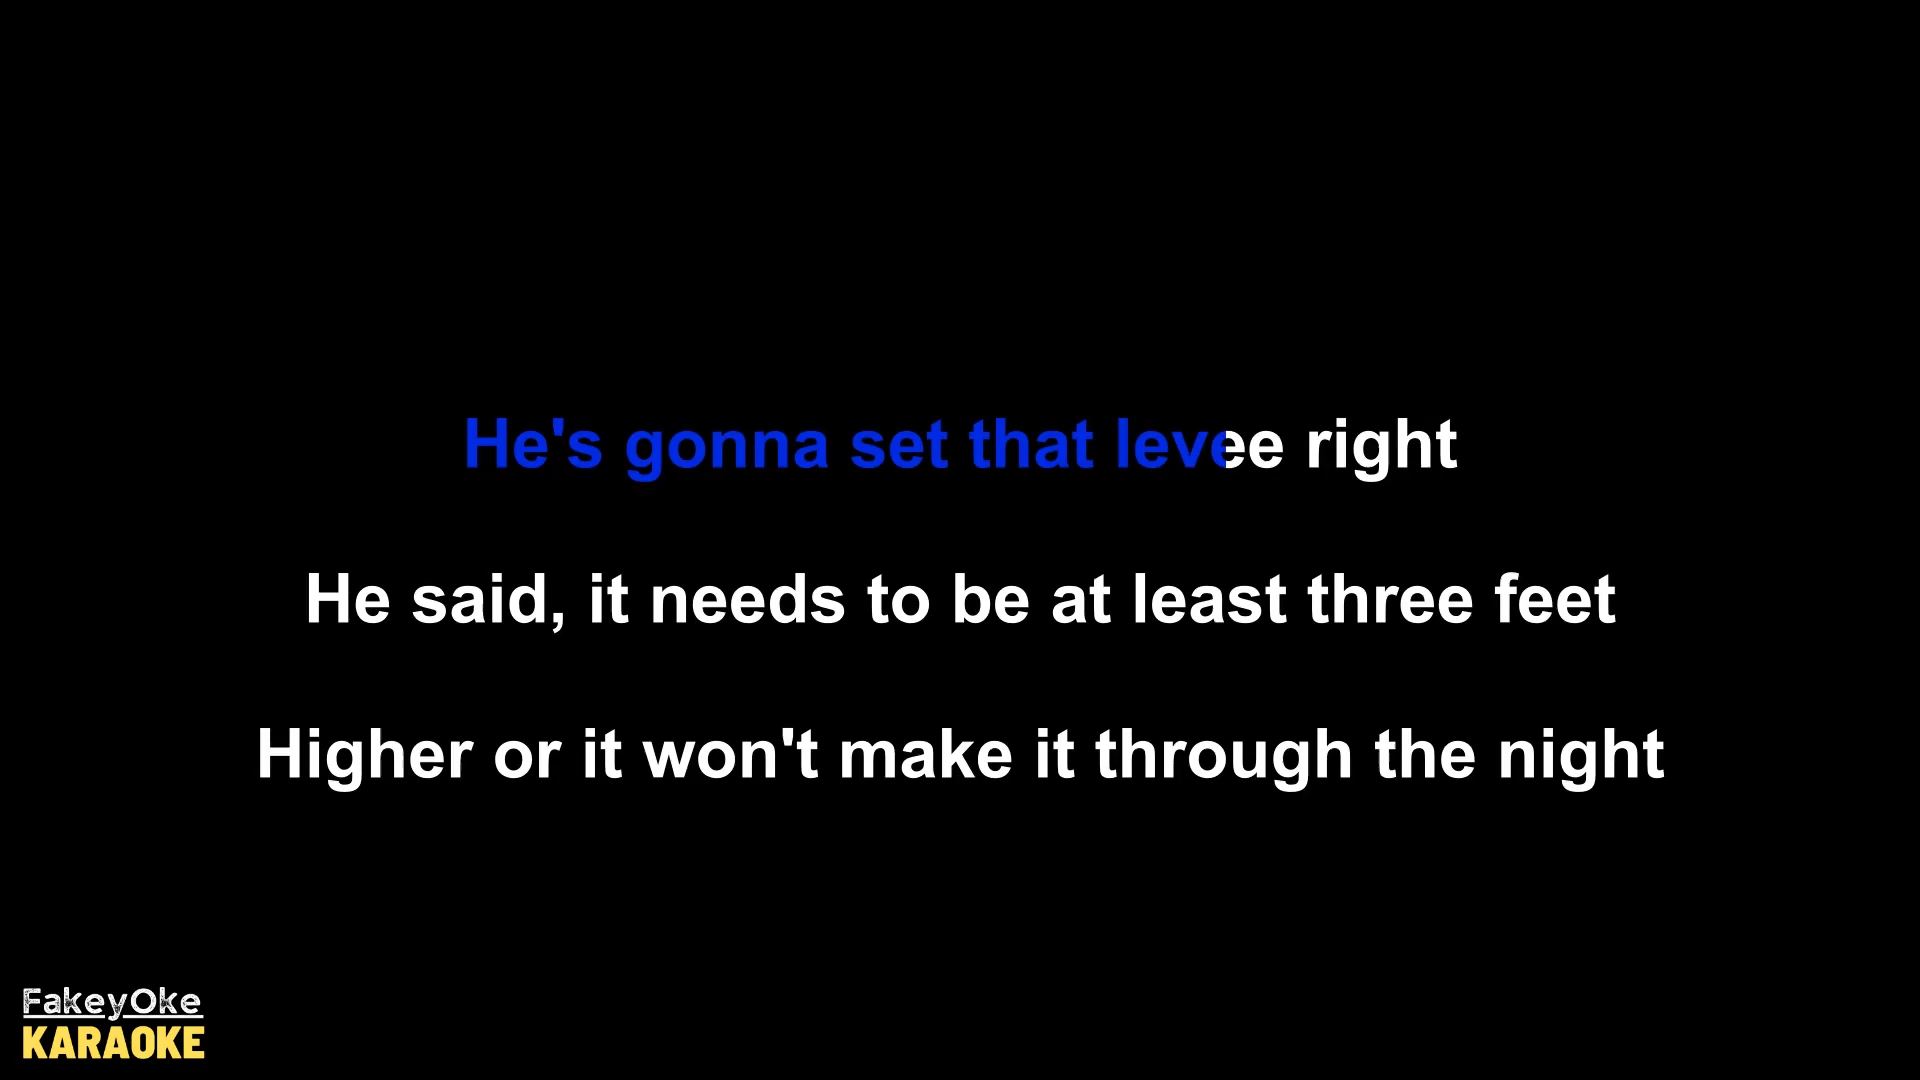 He's gonna set that levee right
He said, it needs to be at least three feet
Higher or it won't make it through the night
FakeyOke
KARAOKE